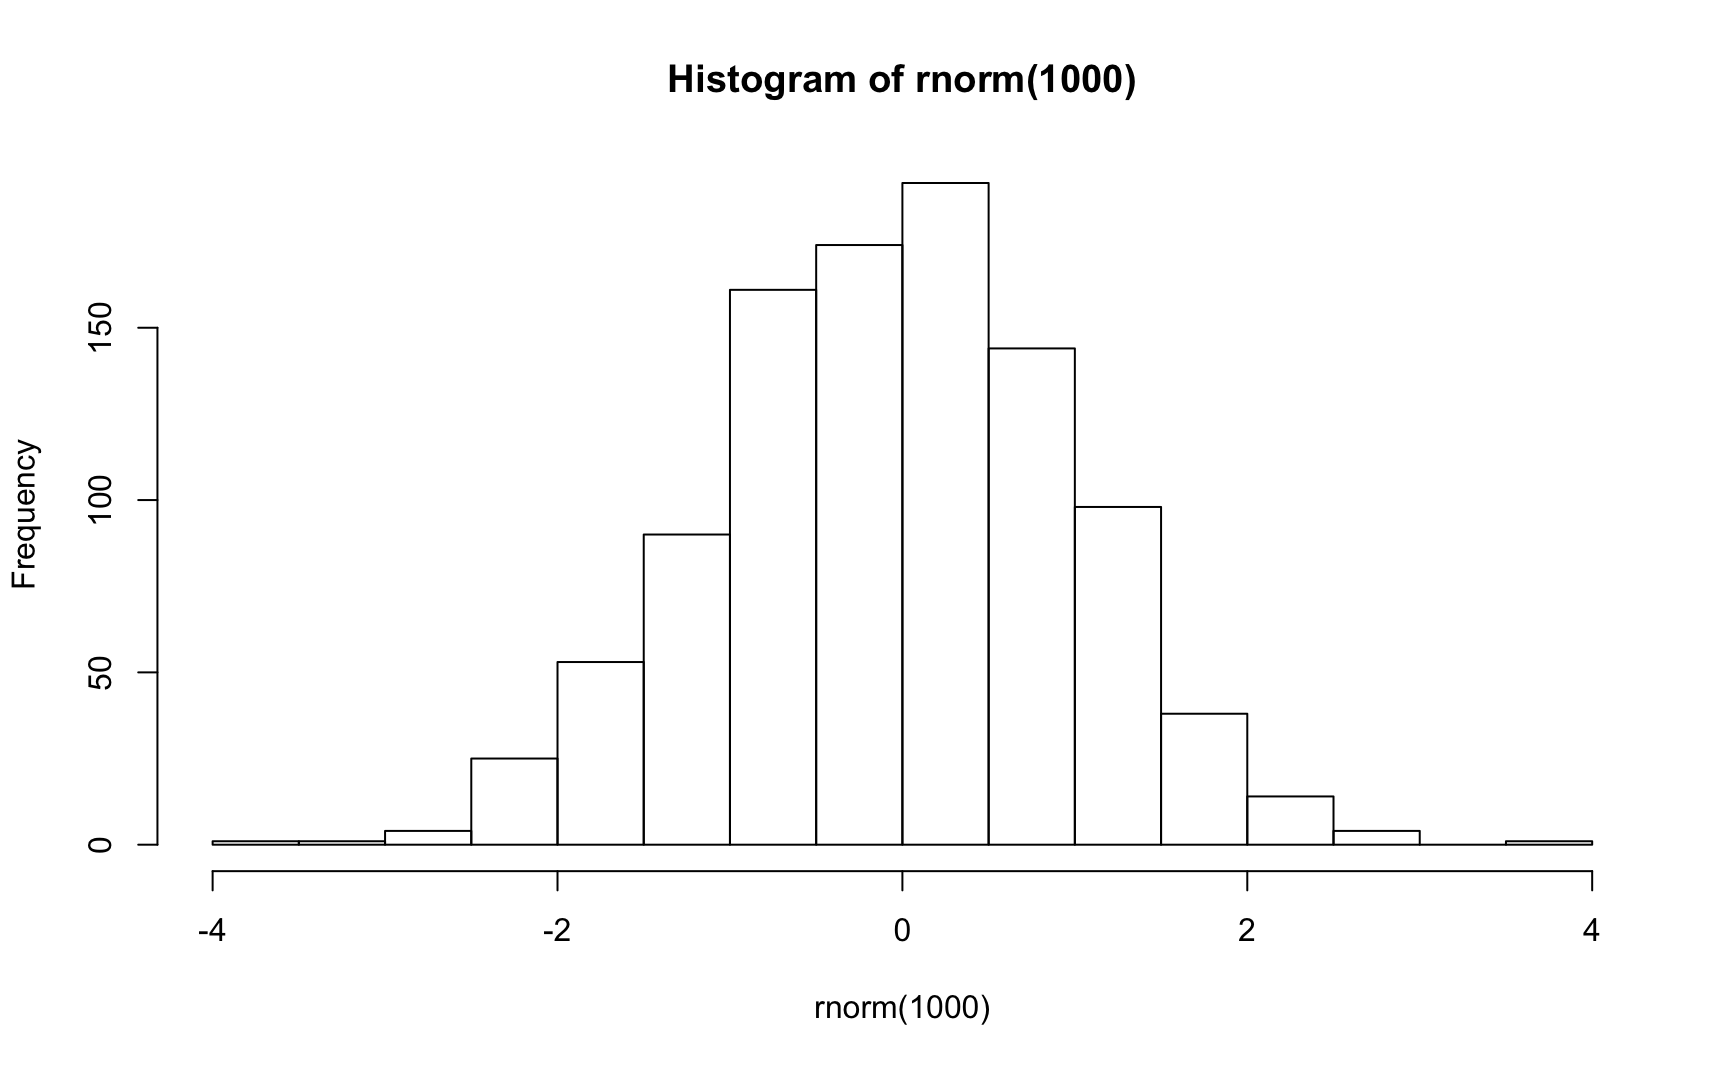 Histogram of rnorm(1000)
Frequency
150
100
50
0
-4 -2 0 2 4
rnorm(1000)